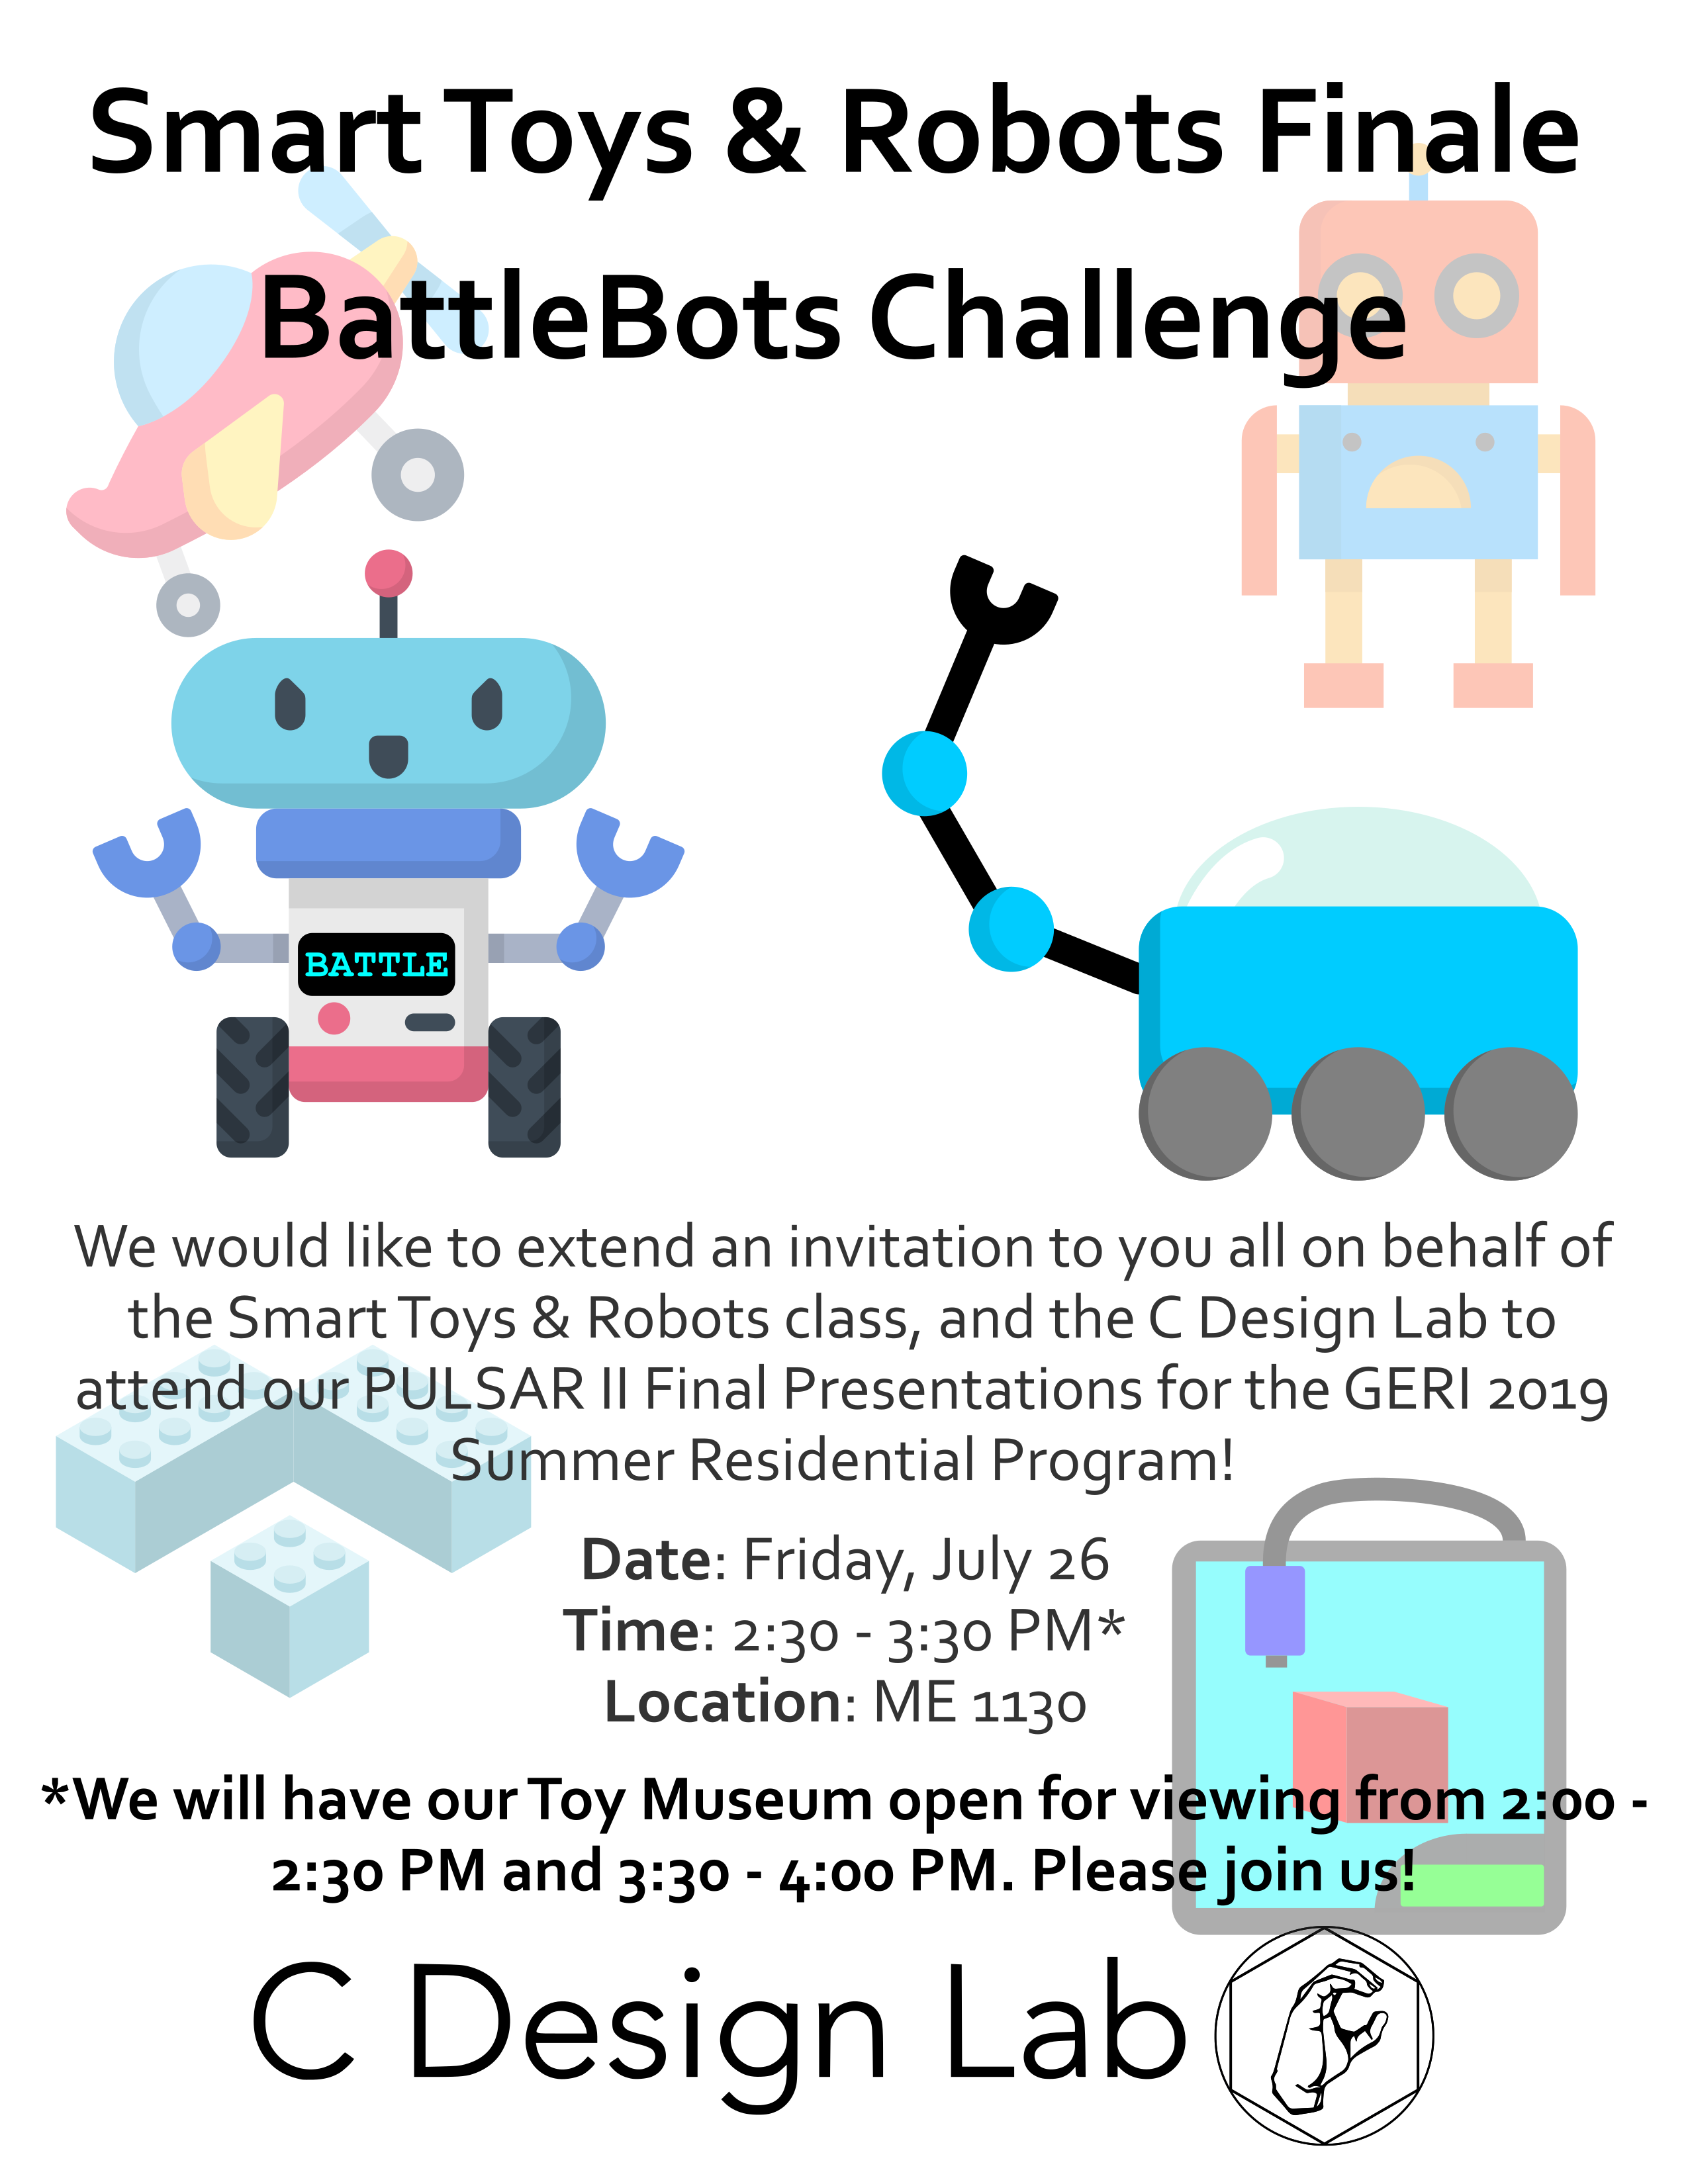 Smart Toys & Robots Finale
BattleBots Challenge
BATTLE
We would like to extend an invitation to you all on behalf of
the Smart Toys & Robots class, and the C Design Lab to
attend our PULSAR II Final Presentations for the GERI 2019
Summer Residential Program!
Date: Friday, July 26
Time: 2:30 - 3:30 PM*
Location: ME 1130
*We will have our Toy Museum open for viewing from 2:00 -
2:30 PM and 3:30 - 4:00 PM. Please join us!
C Design Lab